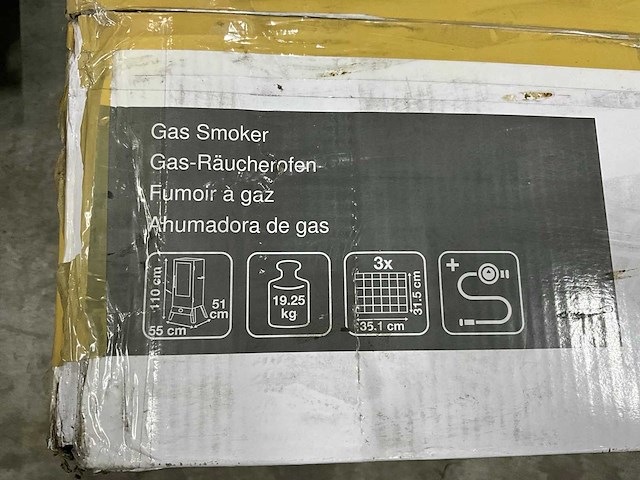 Gas Smoker
Gas-Räucherofen
Fumoir à gaz
Ahumadora de gas
110 cm
51 cm
55 cm
19.25 kg
3x
31.5 cm
35.1 cm
+